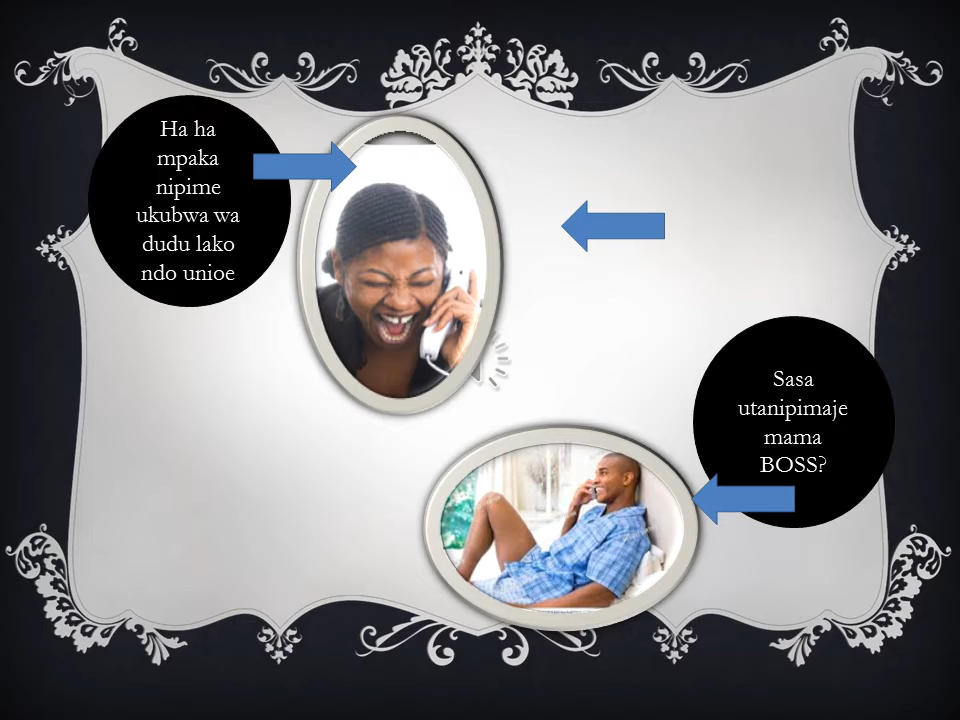 Ha ha
mpaka
nipime
ukubwa wa
dudu lako
ndo unioe
Sasa
utanipimaje
mama
BOSS?